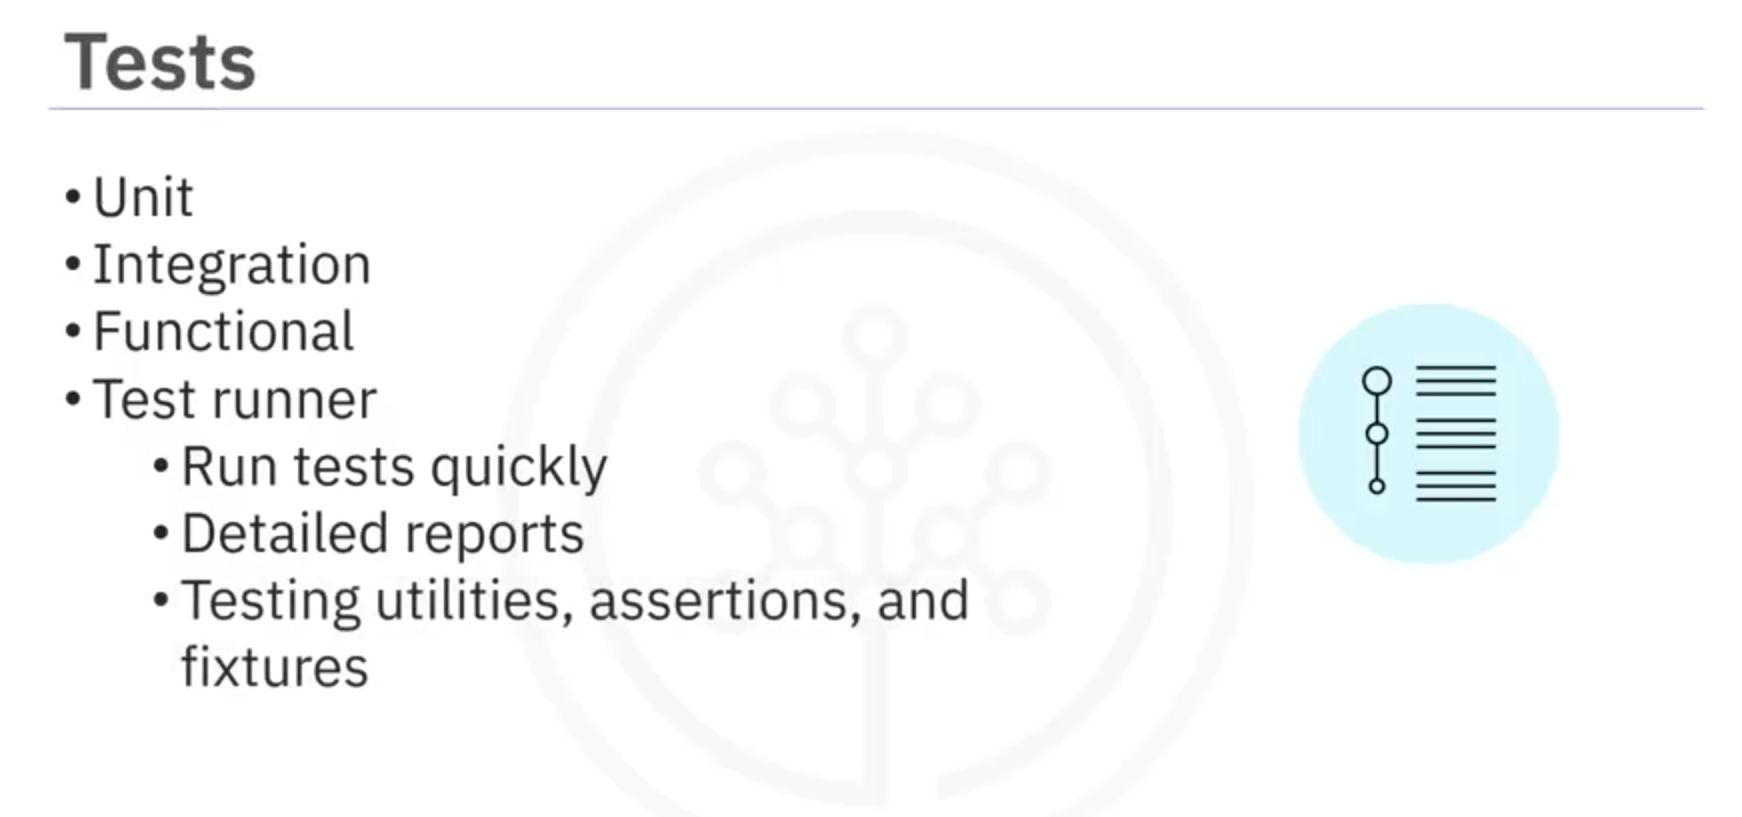 Tests
• Unit
• Integration
• Functional
• Test runner
• Run tests quickly
• Detailed reports
• Testing utilities, assertions, and
fixtures